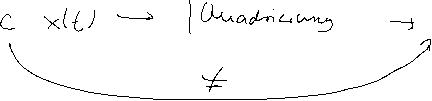 c x(t) → | Quadrierung →
≠